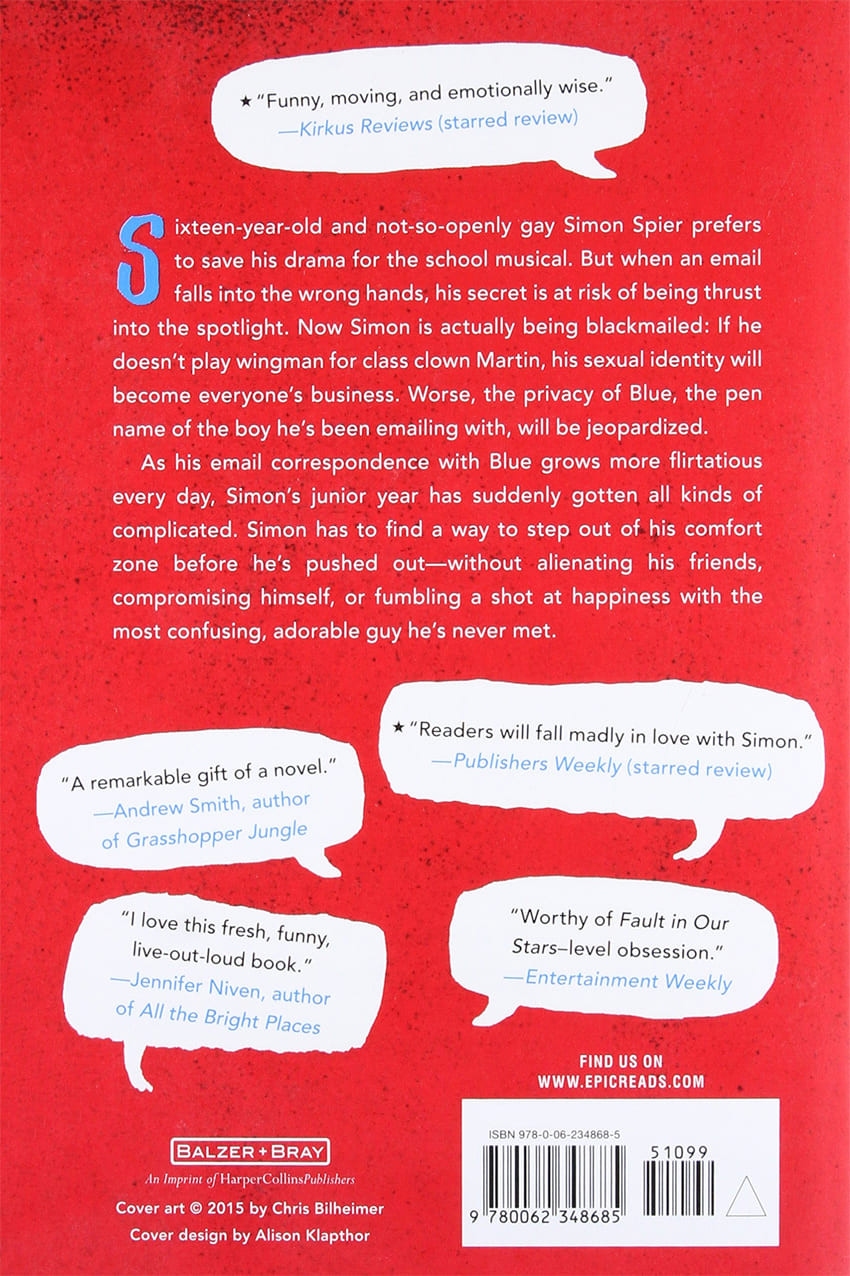 ★ “Funny, moving, and emotionally wise.”
—Kirkus Reviews (starred review)
Sixteen-year-old and not-so-openly gay Simon Spier prefers
to save his drama for the school musical. But when an email
falls into the wrong hands, his secret is at risk of being thrust
into the spotlight. Now Simon is actually being blackmailed: If he
doesn’t play wingman for class clown Martin, his sexual identity will
become everyone’s business. Worse, the privacy of Blue, the pen
name of the boy he’s been emailing with, will be jeopardized.
As his email correspondence with Blue grows more flirtatious
every day, Simon’s junior year has suddenly gotten all kinds of
complicated. Simon has to find a way to step out of his comfort
zone before he’s pushed out—without alienating his friends,
compromising himself, or fumbling a shot at happiness with the
most confusing, adorable guy he’s never met.
★ “Readers will fall madly in love with Simon.”
—Publishers Weekly (starred review)
“A remarkable gift of a novel.”
—Andrew Smith, author
of Grasshopper Jungle
“I love this fresh, funny,
live-out-loud book.”
—Jennifer Niven, author
of All the Bright Places
“Worthy of Fault in Our
Stars–level obsession.”
—Entertainment Weekly
FIND US ON
WWW.EPICREADS.COM
BALZER + BRAY
An Imprint of HarperCollinsPublishers
Cover art © 2015 by Chris Bilheimer
Cover design by Alison Klapthor
ISBN 978-0-06-234868-5
51099
9 780062 348685